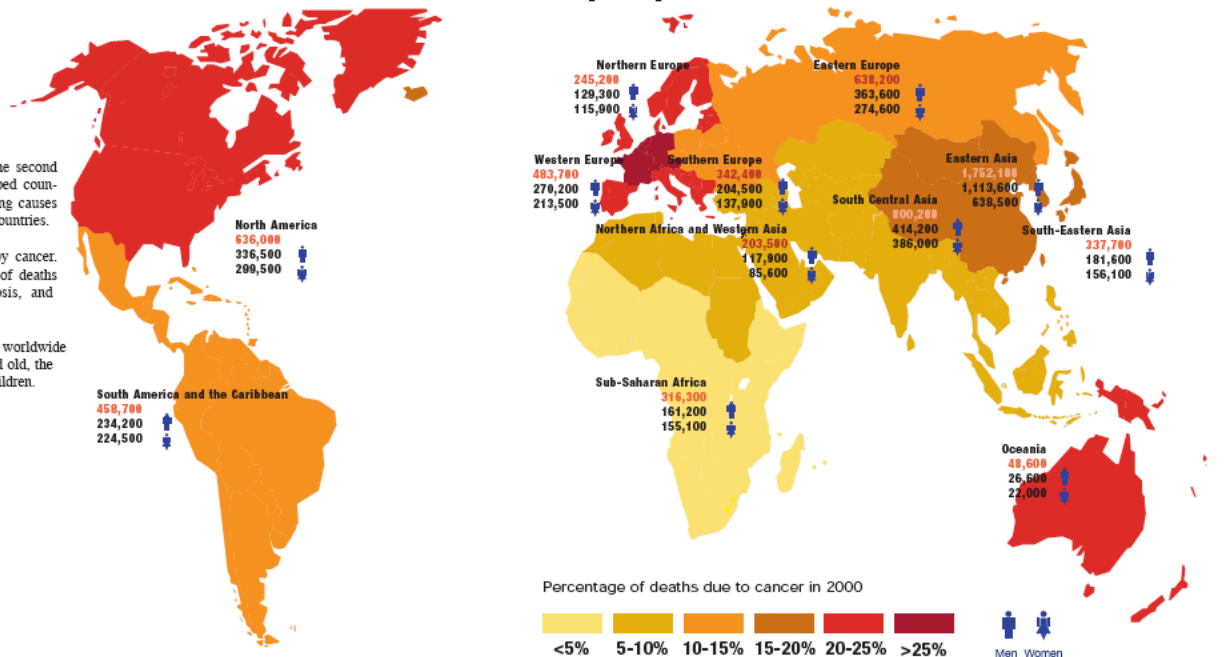 ne second
ped coun-
ng causes
ountries.
by cancer.
of deaths
osis, and
worldwide
l old, the
ildren.
North America
636,000
336,500
299,500
South America and the Caribbean
458,700
234,200
224,500
Northern Europe
245,200
129,300
115,900
Eastern Europe
638,200
363,600
274,600
Western Europe
483,700
270,200
213,500
Southern Europe
342,400
204,500
137,900
Eastern Asia
1,752,100
1,113,600
638,500
South Central Asia
800,200
414,200
386,000
South-Eastern Asia
337,700
181,600
156,100
Northern Africa and Western Asia
203,500
117,900
85,600
Sub-Saharan Africa
316,300
161,200
155,100
Oceania
48,600
26,600
22,000
Percentage of deaths due to cancer in 2000
<5% 5-10% 10-15% 15-20% 20-25% >25%
Men Women